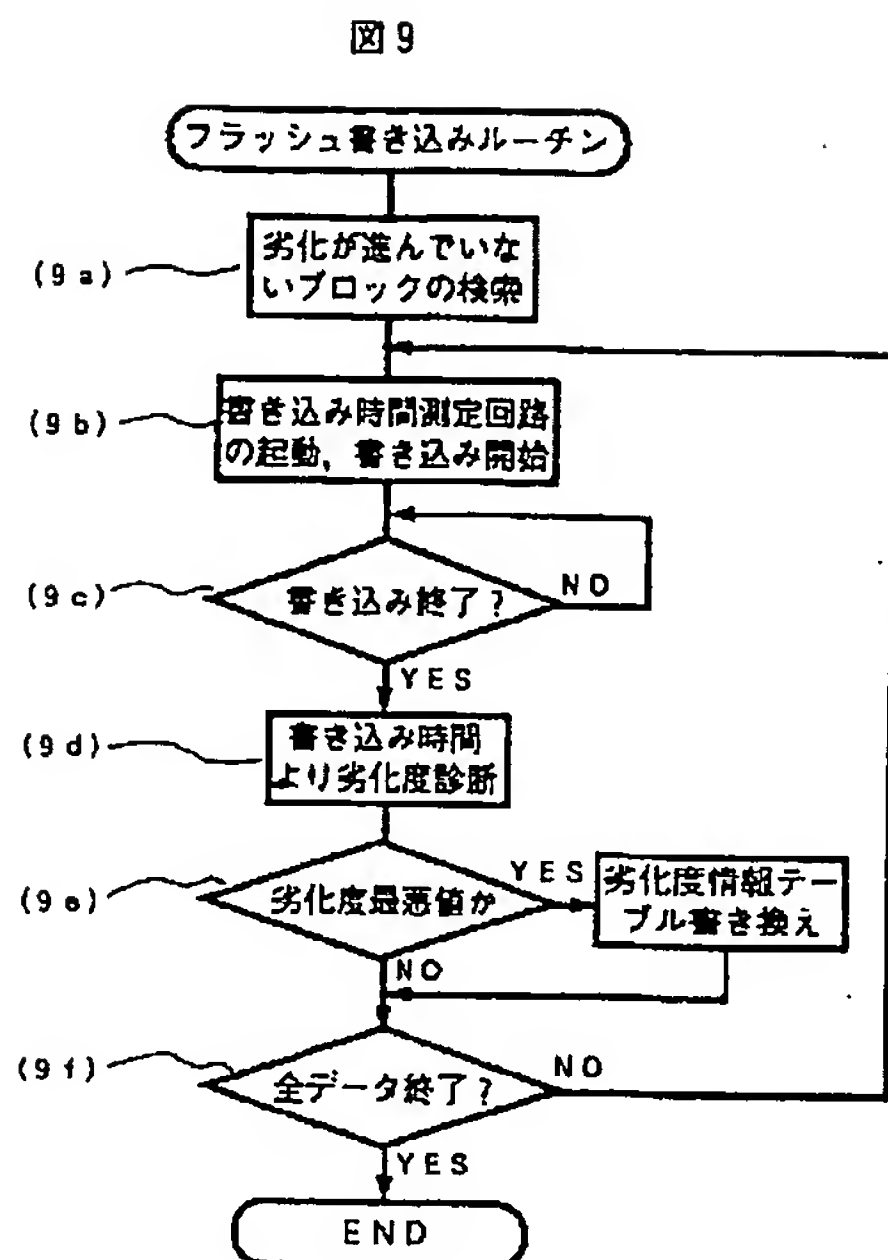 図9
フラッシュ書き込みルーチン
(9a)
劣化が進んでいな
いブロックの検索
(9b)
書き込み時間測定回路
の起動，書き込み開始
(9c)
書き込み終了？
NO
YES
(9d)
書き込み時間
より劣化度診断
(9e)
劣化度最悪値か
YES
劣化度情報テー
ブル書き換え
NO
(9f)
全データ終了？
NO
YES
END